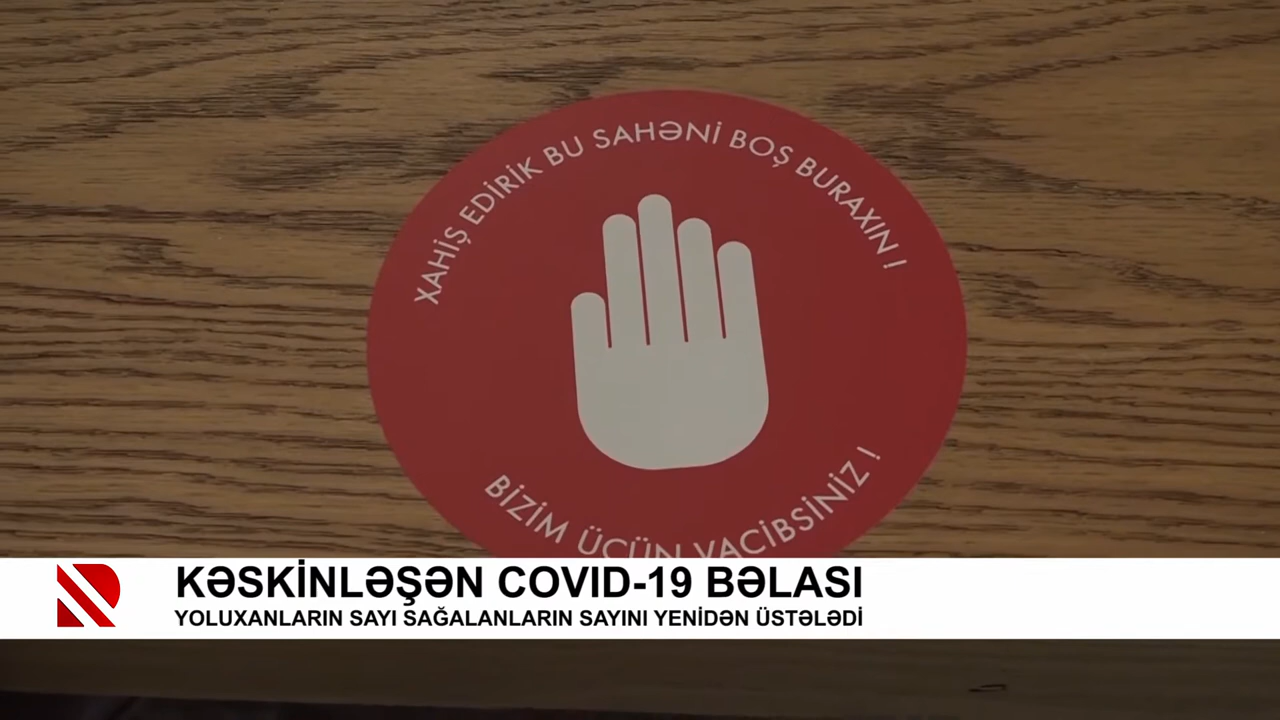 XAHİŞ EDİRİK BU SAHƏNİ BOŞ BURAXIN !
BİZİM ÜÇÜN VACİBSİNİZ !
KƏSKİNLƏŞƏN COVID-19 BƏLASI
YOLUXANLARIN SAYI SAĞALANLARIN SAYINI YENİDƏN ÜSTƏLƏDİ